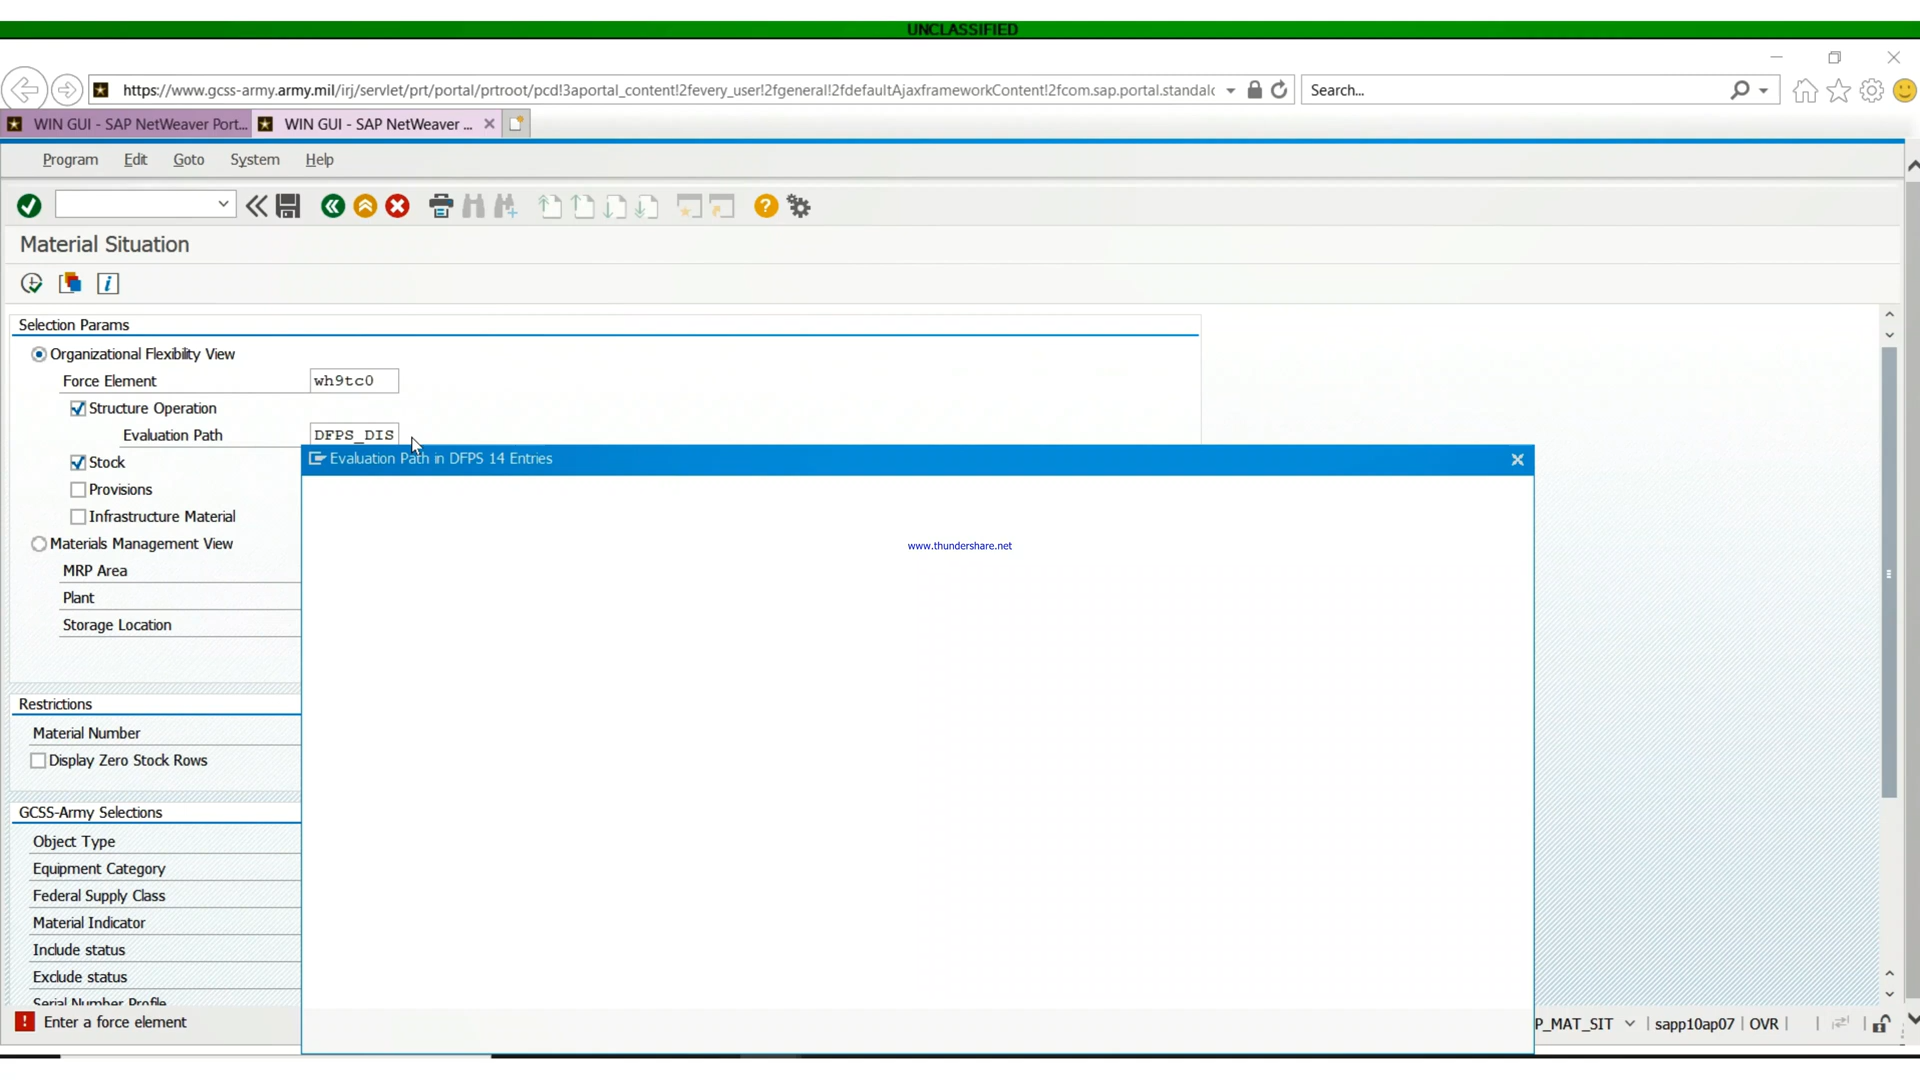 UNCLASSIFIED
https://www.gcss-army.army.mil/irj/servlet/prt/portal/prtroot/pcd!3aportal_content!2fevery_user!2fgeneral!2fdefaultAjaxframeworkContent!2fcom.sap.portal.standalc
Search...
WIN GUI - SAP NetWeaver Port...
WIN GUI - SAP NetWeaver ...
Program Edit Goto System Help
Material Situation
Selection Params
Organizational Flexibility View
Force Element wh9tc0
Structure Operation
Evaluation Path DFPS_DIS
Evaluation Path in DFPS 14 Entries
Stock
Provisions
Infrastructure Material
www.thundershare.net
Materials Management View
MRP Area
Plant
Storage Location
Restrictions
Material Number
Display Zero Stock Rows
GCSS-Army Selections
Object Type
Equipment Category
Federal Supply Class
Material Indicator
Include status
Exclude status
Serial Number Profile
Enter a force element
P_MAT_SIT sapp10ap07 OVR